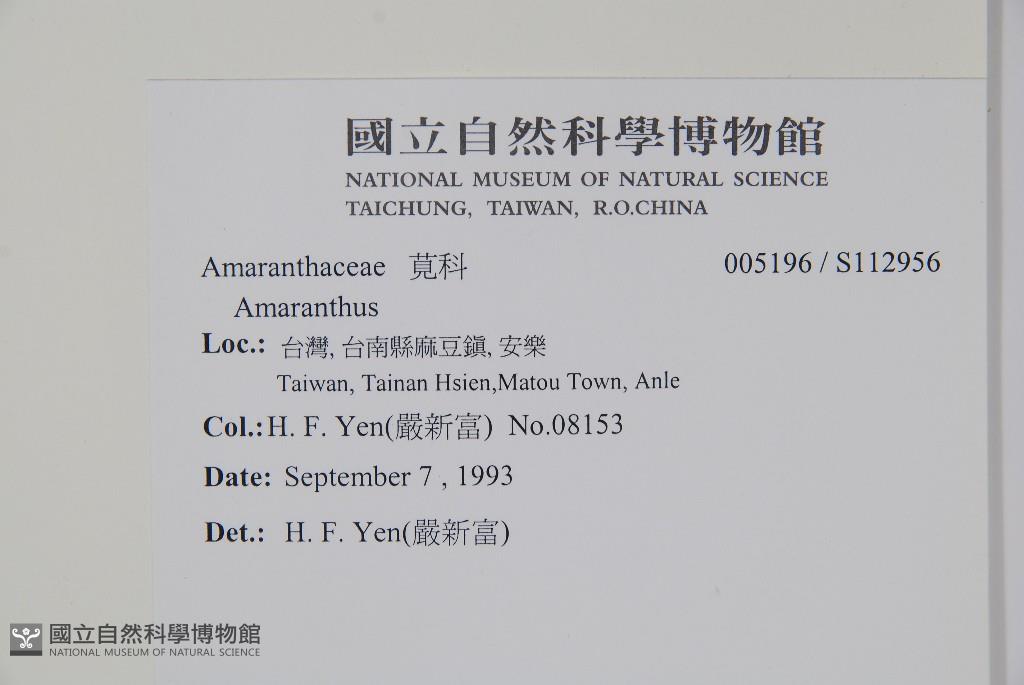 國立自然科學博物館
NATIONAL MUSEUM OF NATURAL SCIENCE
TAICHUNG, TAIWAN, R.O.CHINA
Amaranthaceae 莧科 005196 / S112956
Amaranthus
Loc.: 台灣, 台南縣麻豆鎭, 安樂
Taiwan, Tainan Hsien,Matou Town, Anle
Col.:H. F. Yen(嚴新富) No.08153
Date: September 7 , 1993
Det.: H. F. Yen(嚴新富)
國立自然科學博物館
NATIONAL MUSEUM OF NATURAL SCIENCE